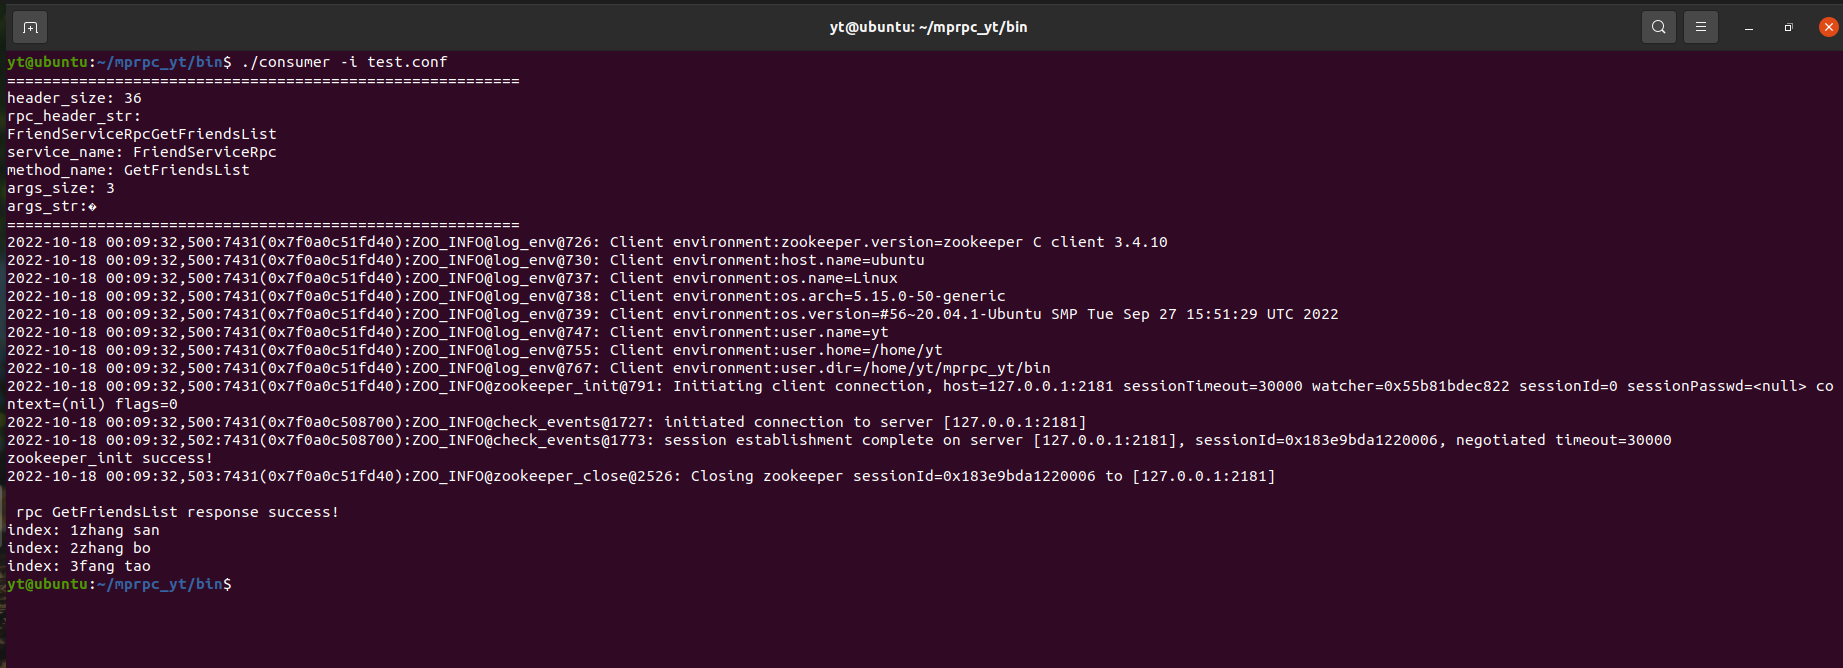 yt@ubuntu: ~/mprpc_yt/bin
yt@ubuntu:~/mprpc_yt/bin$ ./consumer -i test.conf
=========================================================
header_size: 36
rpc_header_str:
FriendServiceRpcGetFriendsList
service_name: FriendServiceRpc
method_name: GetFriendsList
args_size: 3
args_str:�
=========================================================
2022-10-18 00:09:32,500:7431(0x7f0a0c51fd40):ZOO_INFO@log_env@726: Client environment:zookeeper.version=zookeeper C client 3.4.10
2022-10-18 00:09:32,500:7431(0x7f0a0c51fd40):ZOO_INFO@log_env@730: Client environment:host.name=ubuntu
2022-10-18 00:09:32,500:7431(0x7f0a0c51fd40):ZOO_INFO@log_env@737: Client environment:os.name=Linux
2022-10-18 00:09:32,500:7431(0x7f0a0c51fd40):ZOO_INFO@log_env@738: Client environment:os.arch=5.15.0-50-generic
2022-10-18 00:09:32,500:7431(0x7f0a0c51fd40):ZOO_INFO@log_env@739: Client environment:os.version=#56~20.04.1-Ubuntu SMP Tue Sep 27 15:51:29 UTC 2022
2022-10-18 00:09:32,500:7431(0x7f0a0c51fd40):ZOO_INFO@log_env@747: Client environment:user.name=yt
2022-10-18 00:09:32,500:7431(0x7f0a0c51fd40):ZOO_INFO@log_env@755: Client environment:user.home=/home/yt
2022-10-18 00:09:32,500:7431(0x7f0a0c51fd40):ZOO_INFO@log_env@767: Client environment:user.dir=/home/yt/mprpc_yt/bin
2022-10-18 00:09:32,500:7431(0x7f0a0c51fd40):ZOO_INFO@zookeeper_init@791: Initiating client connection, host=127.0.0.1:2181 sessionTimeout=30000 watcher=0x55b81bdec822 sessionId=0 sessionPasswd=<null> co
ntext=(nil) flags=0
2022-10-18 00:09:32,500:7431(0x7f0a0c508700):ZOO_INFO@check_events@1727: initiated connection to server [127.0.0.1:2181]
2022-10-18 00:09:32,502:7431(0x7f0a0c508700):ZOO_INFO@check_events@1773: session establishment complete on server [127.0.0.1:2181], sessionId=0x183e9bda1220006, negotiated timeout=30000
zookeeper_init success!
2022-10-18 00:09:32,503:7431(0x7f0a0c51fd40):ZOO_INFO@zookeeper_close@2526: Closing zookeeper sessionId=0x183e9bda1220006 to [127.0.0.1:2181]
rpc GetFriendsList response success!
index: 1zhang san
index: 2zhang bo
index: 3fang tao
yt@ubuntu:~/mprpc_yt/bin$